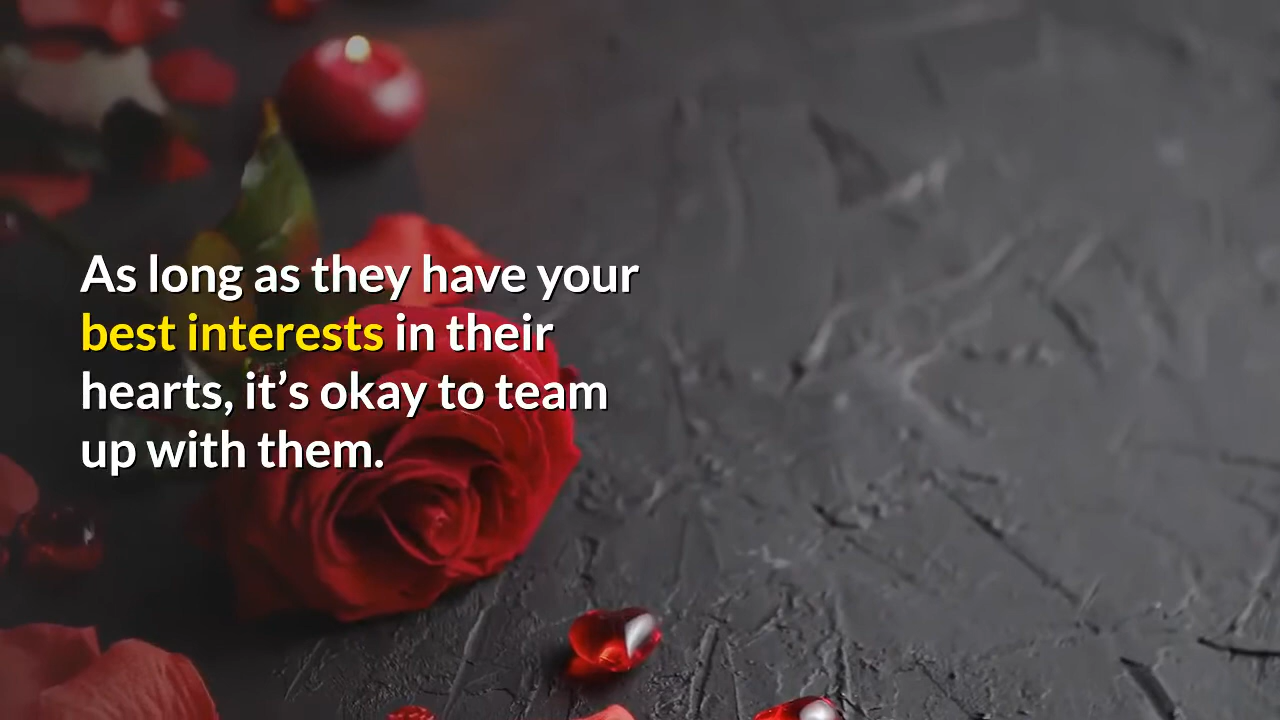 As long as they have your
best interests in their
hearts, it’s okay to team
up with them.